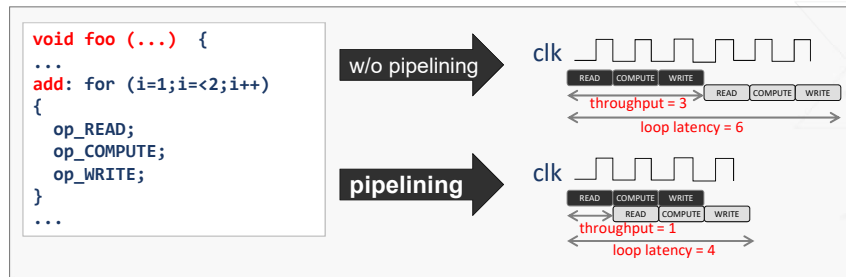 void foo (...) {
...
add: for (i=1;i=<2;i++)
{
op_READ;
op_COMPUTE;
op_WRITE;
}
...
w/o pipelining
clk
READ COMPUTE WRITE
READ COMPUTE WRITE
throughput = 3
loop latency = 6
pipelining
clk
READ COMPUTE WRITE
READ COMPUTE WRITE
throughput = 1
loop latency = 4